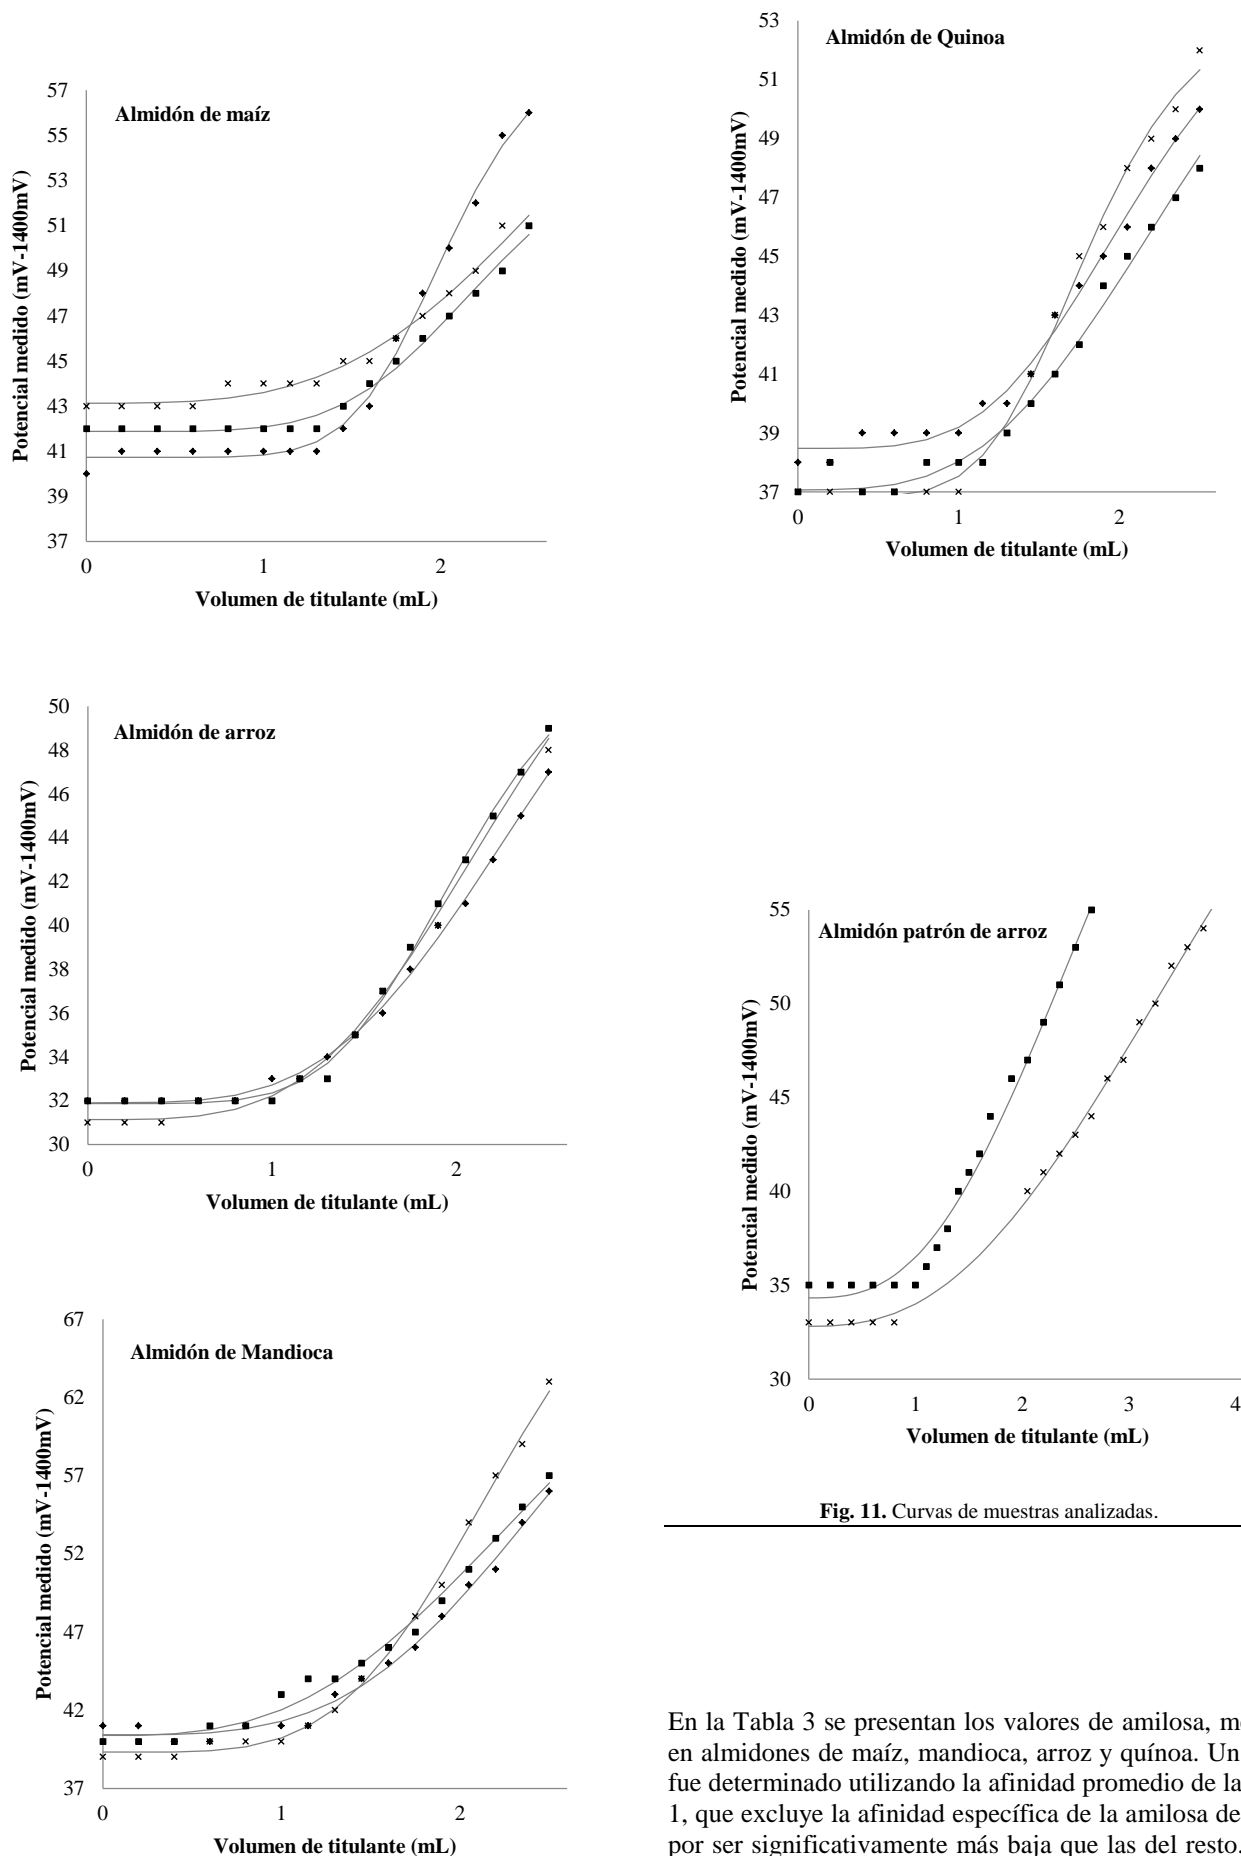 Almidón de maíz
Potencial medido (mV-1400mV)
57
55
53
51
49
47
45
43
41
39
37
0 1 2
Volumen de titulante (mL)
Almidón de arroz
Potencial medido (mV-1400mV)
50
48
46
44
42
40
38
36
34
32
30
0 1 2
Volumen de titulante (mL)
Almidón de Mandioca
Potencial medido (mV-1400mV)
67
62
57
52
47
42
37
0 1 2
Volumen de titulante (mL)
Almidón de Quinoa
Potencial medido (mV-1400mV)
53
51
49
47
45
43
41
39
37
0 1 2
Volumen de titulante (mL)
Almidón patrón de arroz
Potencial medido (mV-1400mV)
55
50
45
40
35
30
0 1 2 3 4
Volumen de titulante (mL)
Fig. 11. Curvas de muestras analizadas.
En la Tabla 3 se presentan los valores de amilosa,
en almidones de maíz, mandioca, arroz y quínoa. Un
fue determinado utilizando la afinidad promedio de la
1, que excluye la afinidad específica de la amilosa de
por ser significativamente más baja que las del resto.